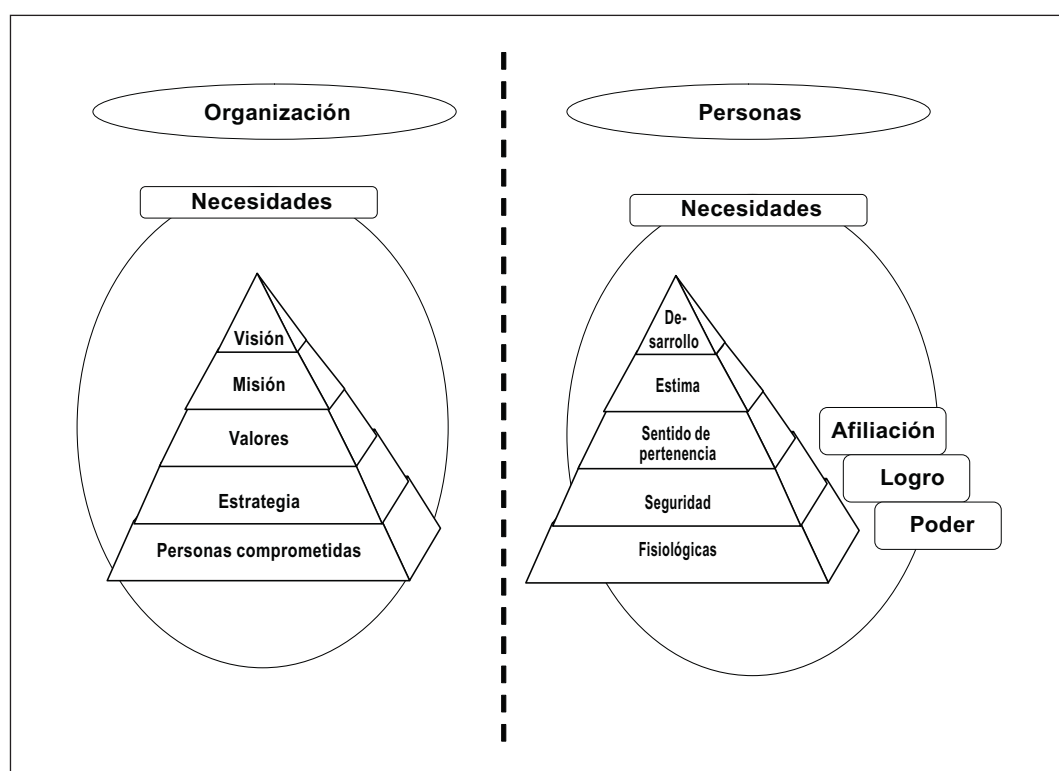 Organización
Necesidades
Visión
Misión
Valores
Estrategia
Personas comprometidas
Personas
Necesidades
De-
sarrollo
Estima
Sentido de
pertenencia
Seguridad
Fisiológicas
Afiliación
Logro
Poder